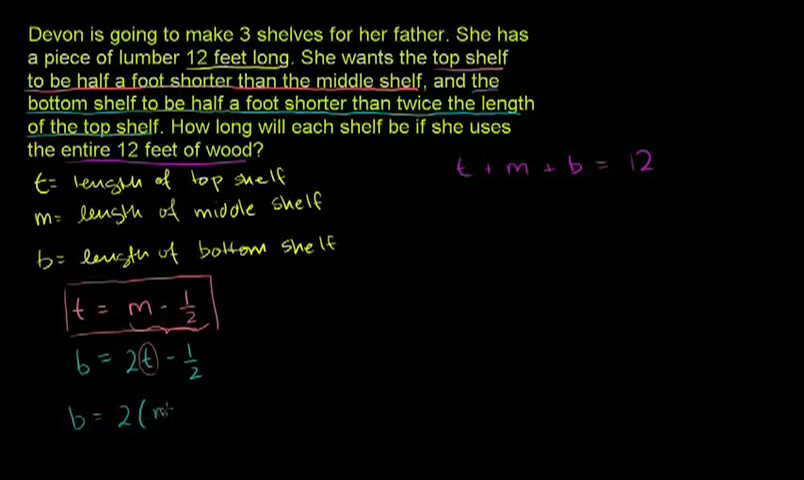 Devon is going to make 3 shelves for her father. She has
a piece of lumber 12 feet long. She wants the top shelf
to be half a foot shorter than the middle shelf, and the
bottom shelf to be half a foot shorter than twice the length
of the top shelf. How long will each shelf be if she uses
the entire 12 feet of wood?
t + m + b = 12
t = length of top shelf
m = length of middle shelf
b = length of bottom shelf
t = m - 1/2
b = 2t - 1/2
b = 2(m